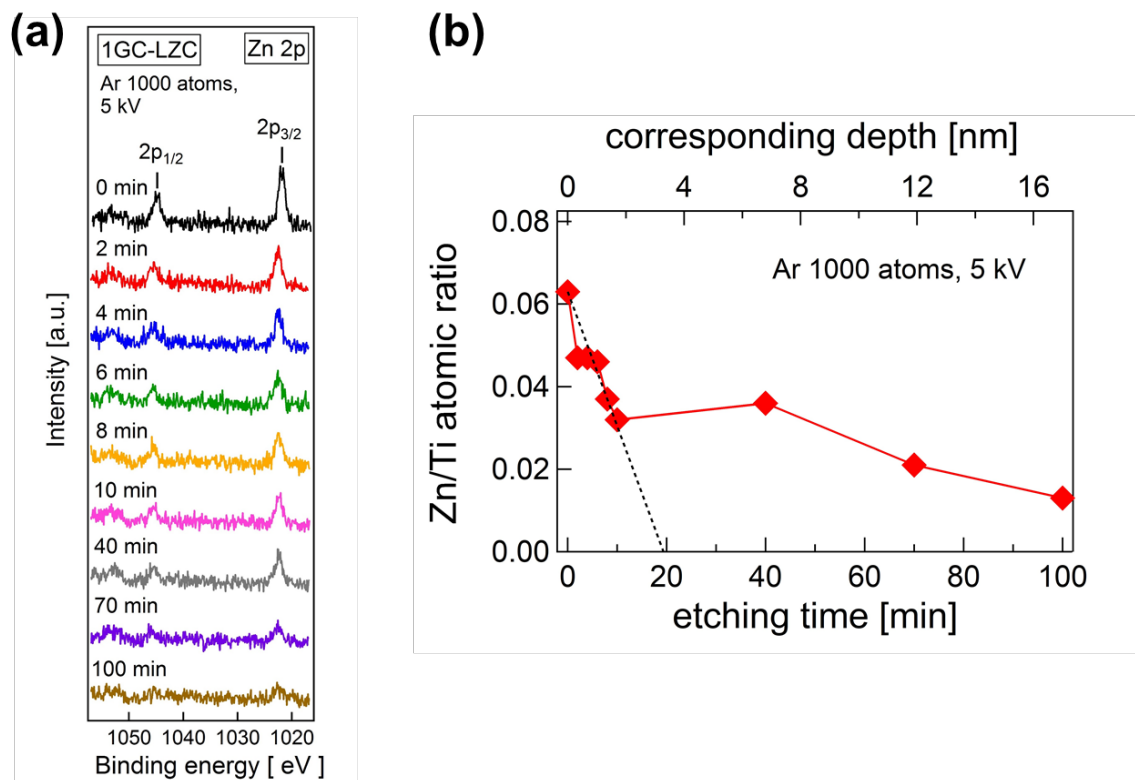 (a)
1GC-LZC
Zn 2p
Ar 1000 atoms,
5 kV
2p3/2
2p1/2
0 min
2 min
4 min
6 min
8 min
10 min
40 min
70 min
100 min
Intensity [a.u.]
1050 1040 1030 1020
Binding energy [ eV ]
(b)
corresponding depth [nm]
0 4 8 12 16
Ar 1000 atoms, 5 kV
Zn/Ti atomic ratio
0.08
0.06
0.04
0.02
0.00
0 20 40 60 80 100
etching time [min]